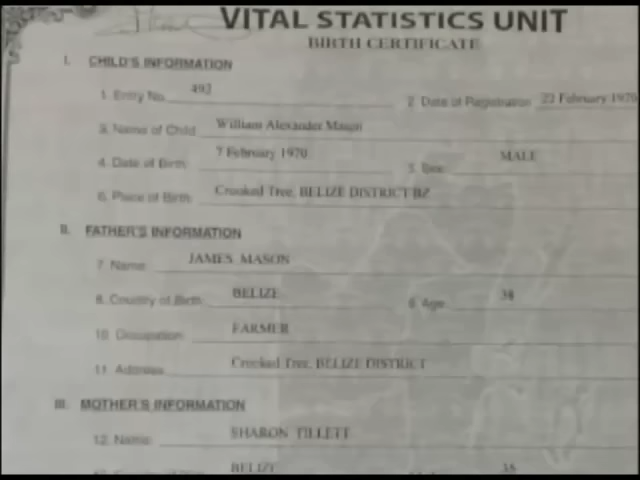 VITAL STATISTICS UNIT
BIRTH CERTIFICATE
I. CHILD'S INFORMATION
1. Entry No. 492 2. Date of Registration 22 February 1970
3. Name of Child William Alexander Mason
4. Date of Birth 7 February 1970 5. Sex MALE
6. Place of Birth Crooked Tree, BELIZE DISTRICT BZ
II. FATHER'S INFORMATION
7. Name: JAMES MASON
8. Country of Birth: BELIZE 9. Age: 38
10. Occupation: FARMER
11. Address: Crooked Tree, BELIZE DISTRICT
III. MOTHER'S INFORMATION
12. Name: SHARON TILLETT
BELIZE 35